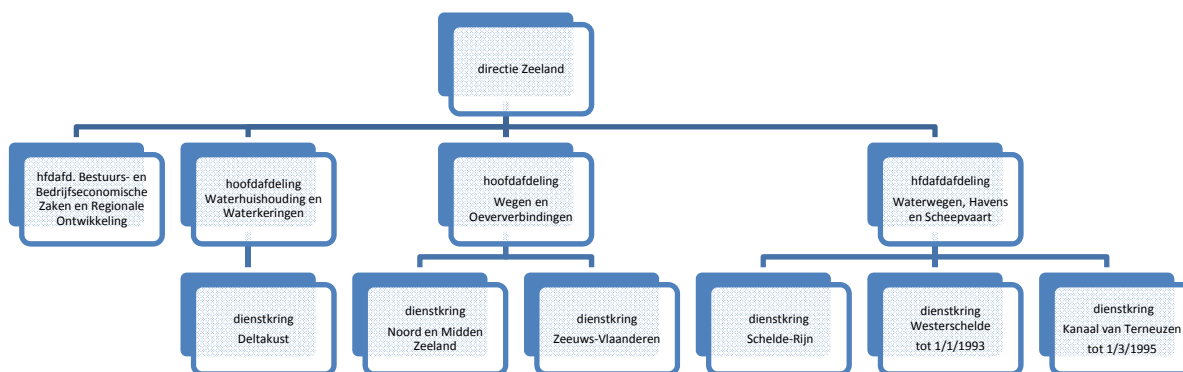 directie Zeeland
hfdafd. Bestuurs- en
Bedrijfseconomische
Zaken en Regionale
Ontwikkeling
hoofdafdeling
Waterhuishouding en
Waterkeringen
hoofdafdeling
Wegen en
Oeververbindingen
hfdafdafdeling
Waterwegen, Havens
en Scheepvaart
dienstkring
Deltakust
dienstkring
Noord en Midden
Zeeland
dienstkring
Zeeuws-Vlaanderen
dienstkring
Schelde-Rijn
dienstkring
Westerschelde
tot 1/1/1993
dienstkring
Kanaal van Terneuzen
tot 1/3/1995